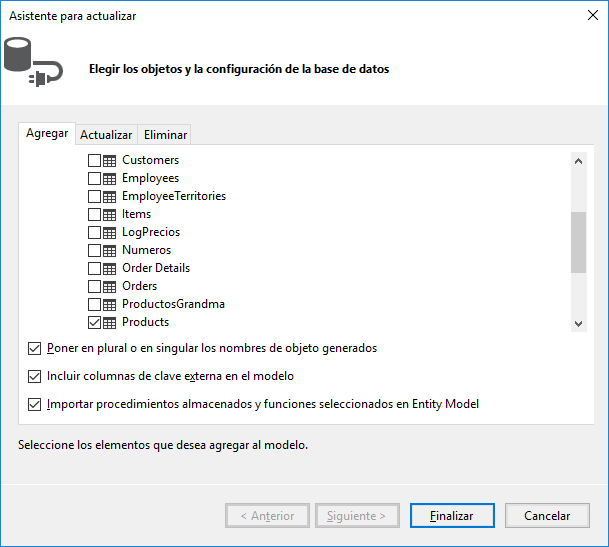 Asistente para actualizar
Elegir los objetos y la configuración de la base de datos
Agregar Actualizar Eliminar
Customers
Employees
EmployeeTerritories
Items
LogPrecios
Numeros
Order Details
Orders
ProductosGrandma
Products
Poner en plural o en singular los nombres de objeto generados
Incluir columnas de clave externa en el modelo
Importar procedimientos almacenados y funciones seleccionados en Entity Model
Seleccione los elementos que desea agregar al modelo.
< Anterior Siguiente > Finalizar Cancelar